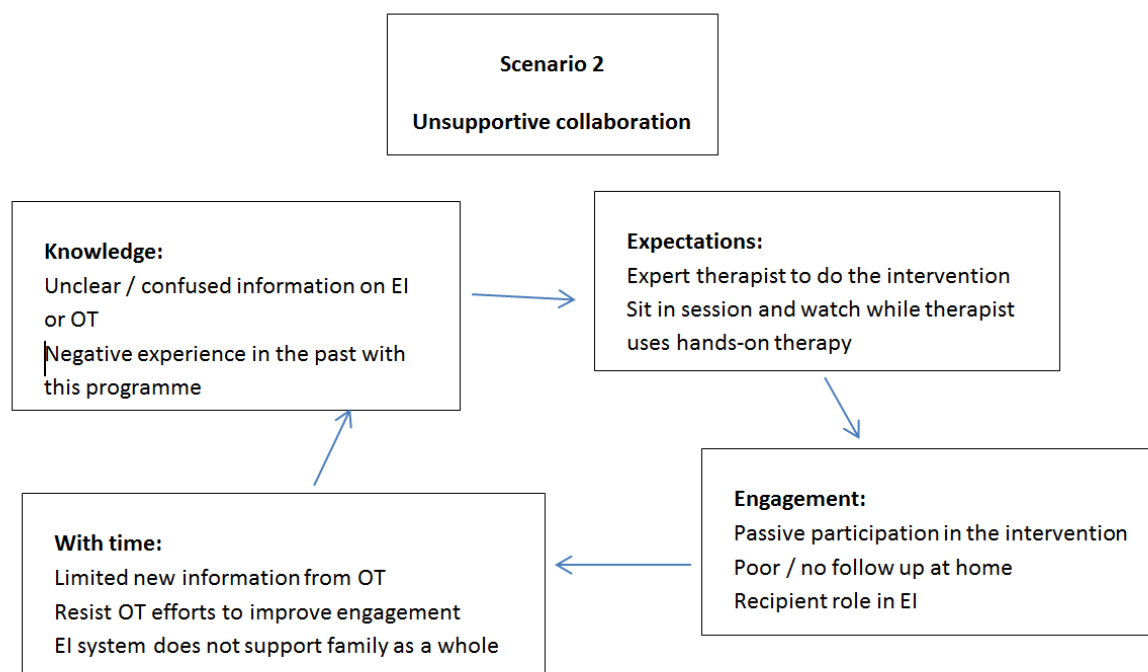 Scenario 2
Unsupportive collaboration
Knowledge:
Unclear / confused information on EI
or OT
Negative experience in the past with
this programme
Expectations:
Expert therapist to do the intervention
Sit in session and watch while therapist
uses hands-on therapy
Engagement:
Passive participation in the intervention
Poor / no follow up at home
Recipient role in EI
With time:
Limited new information from OT
Resist OT efforts to improve engagement
EI system does not support family as a whole